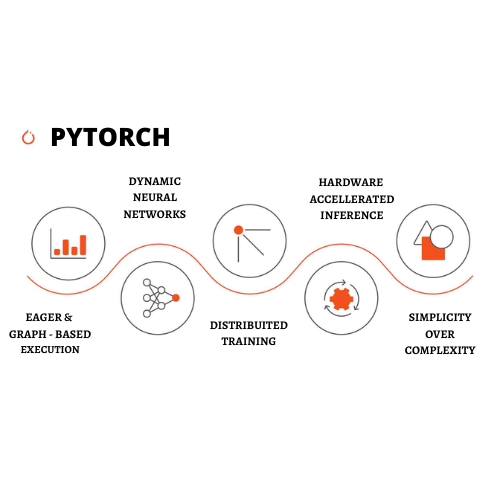 PYTORCH
DYNAMIC
NEURAL
NETWORKS
HARDWARE
ACCELLERATED
INFERENCE
EAGER &
GRAPH - BASED
EXECUTION
DISTRIBUITED
TRAINING
SIMPLICITY
OVER
COMPLEXITY